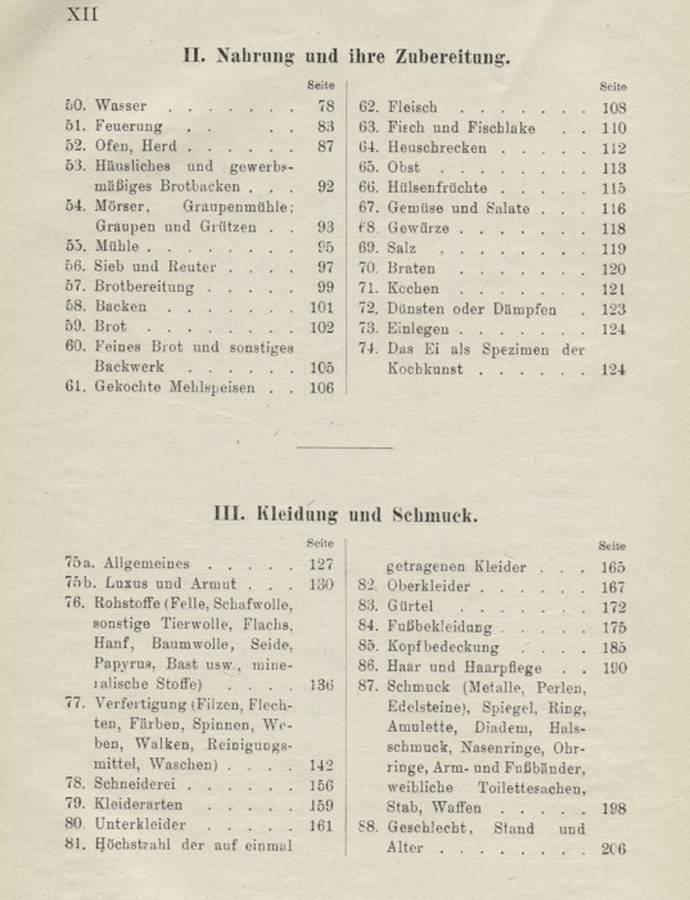 XII
II. Nahrung und ihre Zubereitung.
Seite
50. Wasser . . . . . . . 78
51. Feuerung . . . . . 83
52. Ofen, Herd . . . . . . 87
53. Häusliches und gewerbs-
mäßiges Brotbacken . . . 92
54. Mörser, Graupenmühle;
Graupen und Grützen . . 93
55. Mühle . . . . . . . . 95
56. Sieb und Reuter . . . . 97
57. Brotbereitung . . . . . 99
58. Backen . . . . . . . 101
59. Brot . . . . . . . . 102
60. Feines Brot und sonstiges
Backwerk . . . . . . 105
61. Gekochte Mehlspeisen . . 106
Seite
62. Fleisch . . . . . . . 108
63. Fisch und Fischlake . . 110
64. Heuschrecken . . . . . 112
65. Obst . . . . . . . . 113
66. Hülsenfrüchte . . . . . 115
67. Gemüse und Salate . . . 116
68. Gewürze . . . . . . . 118
69. Salz . . . . . . . . 119
70. Braten . . . . . . . 120
71. Kochen . . . . . . . 121
72. Dünsten oder Dämpfen . 123
73. Einlegen . . . . . . . 124
74. Das Ei als Spezimen der
Kochkunst . . . . . . 124
III. Kleidung und Schmuck.
Seite
75a. Allgemeines . . . . . 127
75b. Luxus und Armut . . . 130
76. Rohstoffe (Felle, Schafwolle,
sonstige Tierwolle, Flachs,
Hanf, Baumwolle, Seide,
Papyrus, Bast usw., mine-
ralische Stoffe) . . . . 136
77. Verfertigung (Filzen, Flech-
ten, Färben, Spinnen, We-
ben, Walken, Reinigungs-
mittel, Waschen) . . . . 142
78. Schneiderei . . . . . . 156
79. Kleiderarten . . . . . 159
80. Unterkleider . . . . . 161
81. Höchstzahl der auf einmal
Seite
getragenen Kleider . . . 165
82. Oberkleider . . . . . . 167
83. Gürtel . . . . . . . 172
84. Fußbekleidung . . . . . 175
85. Kopfbedeckung . . . . 185
86. Haar und Haarpflege . . 190
87. Schmuck (Metalle, Perlen,
Edelsteine), Spiegel, Ring,
Amulette, Diadem, Hals-
schmuck, Nasenringe, Ohr-
ringe, Arm- und Fußbänder,
weibliche Toilettesachen,
Stab, Waffen . . . . . 198
88. Geschlecht, Stand und
Alter . . . . . . . . 206